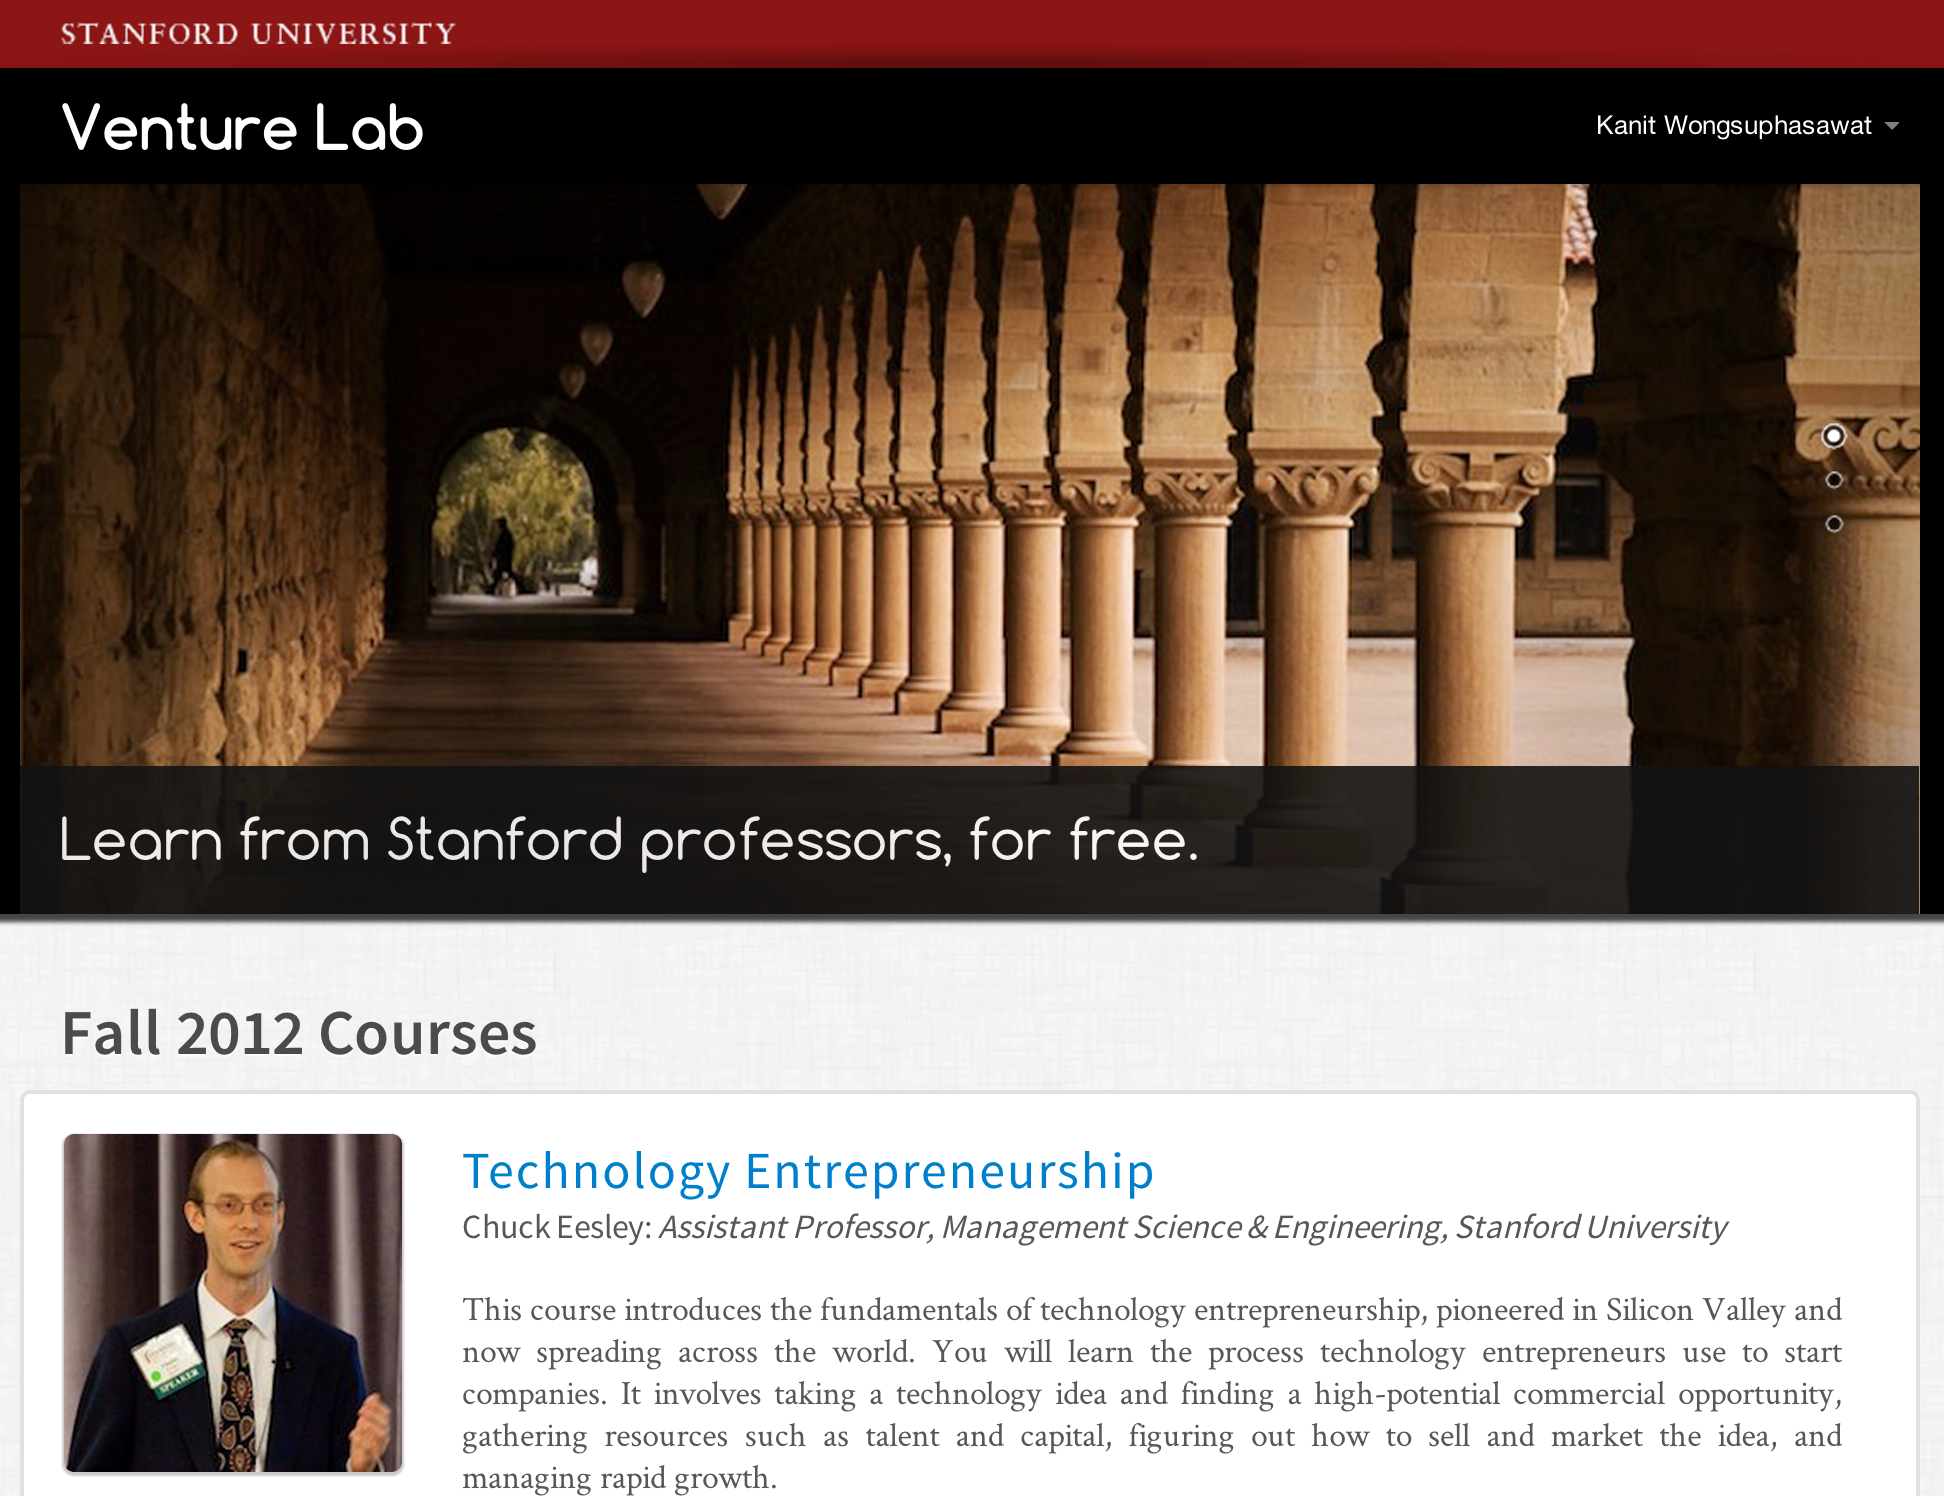 STANFORD UNIVERSITY
Venture Lab
Kanit Wongsuphasawat
Learn from Stanford professors, for free.
Fall 2012 Courses
Technology Entrepreneurship
Chuck Eesley: Assistant Professor, Management Science & Engineering, Stanford University
This course introduces the fundamentals of technology entrepreneurship, pioneered in Silicon Valley and
now spreading across the world. You will learn the process technology entrepreneurs use to start
companies. It involves taking a technology idea and finding a high-potential commercial opportunity,
gathering resources such as talent and capital, figuring out how to sell and market the idea, and
managing rapid growth.
SPEAKER